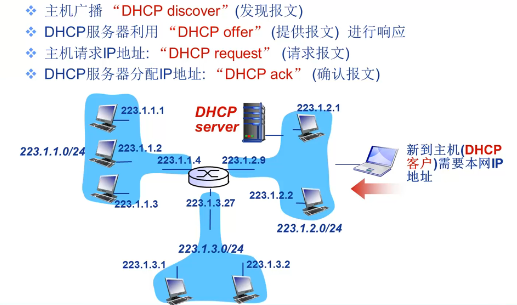 ❖ 主机广播 “DHCP discover” (发现报文)
❖ DHCP服务器利用 “DHCP offer” (提供报文) 进行响应
❖ 主机请求IP地址: “DHCP request” (请求报文)
❖ DHCP服务器分配IP地址: “DHCP ack” (确认报文)
DHCP server
223.1.2.1
223.1.1.1
223.1.1.2
223.1.1.0/24
223.1.1.4
223.1.2.9
新到主机(DHCP
客户)需要本网IP
地址
223.1.1.3
223.1.2.2
223.1.3.27
223.1.2.0/24
223.1.3.0/24
223.1.3.1
223.1.3.2